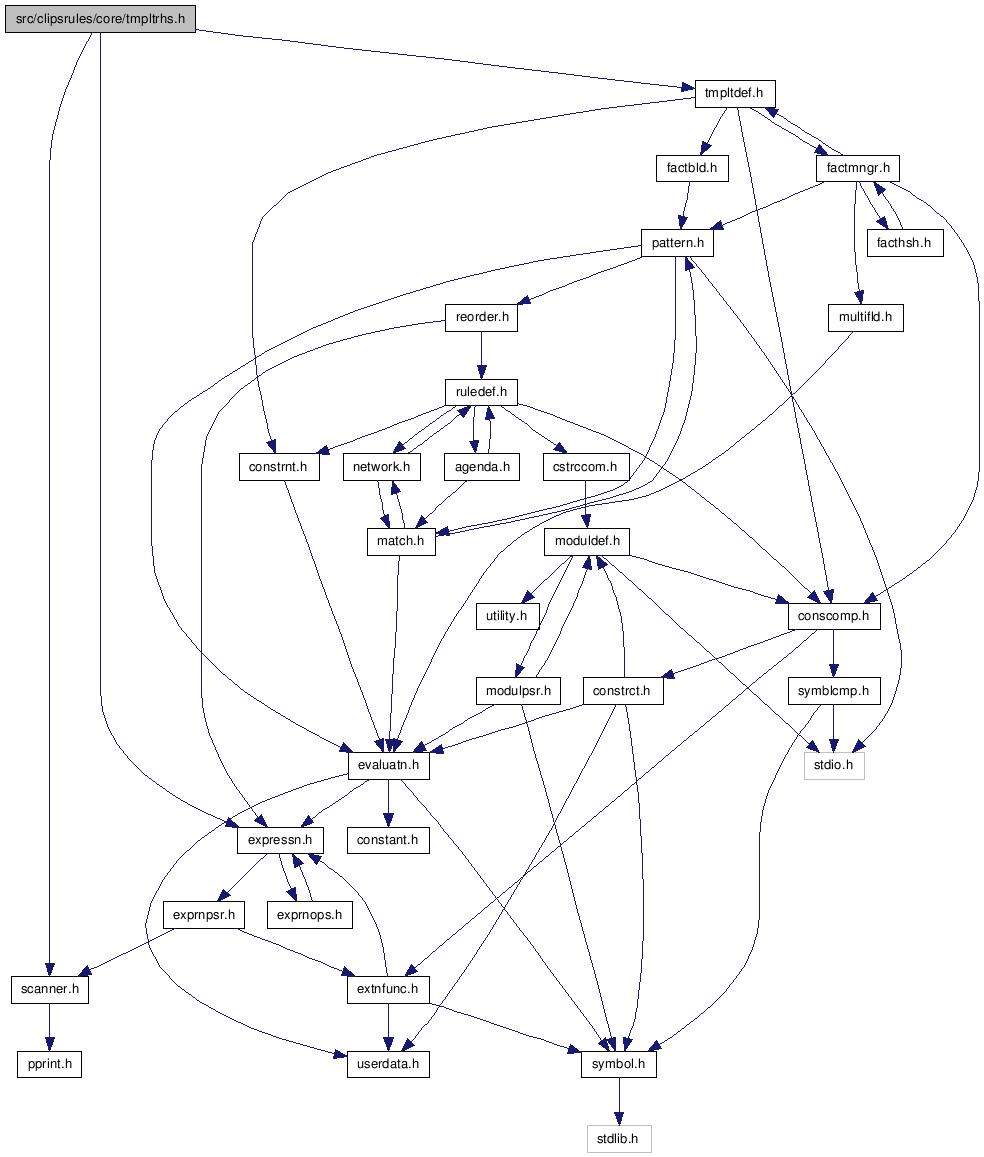 src/clipsrules/core/tmpltrhs.h
tmpltdef.h
factbld.h
factmngr.h
pattern.h
facthsh.h
reorder.h
multifld.h
ruledef.h
constrnt.h
network.h
agenda.h
cstrccom.h
match.h
moduldef.h
utility.h
conscomp.h
modulpsr.h
constrct.h
symblcmp.h
evaluatn.h
stdio.h
expressn.h
constant.h
exprnpsr.h
exprnops.h
scanner.h
extnfunc.h
pprint.h
userdata.h
symbol.h
stdlib.h